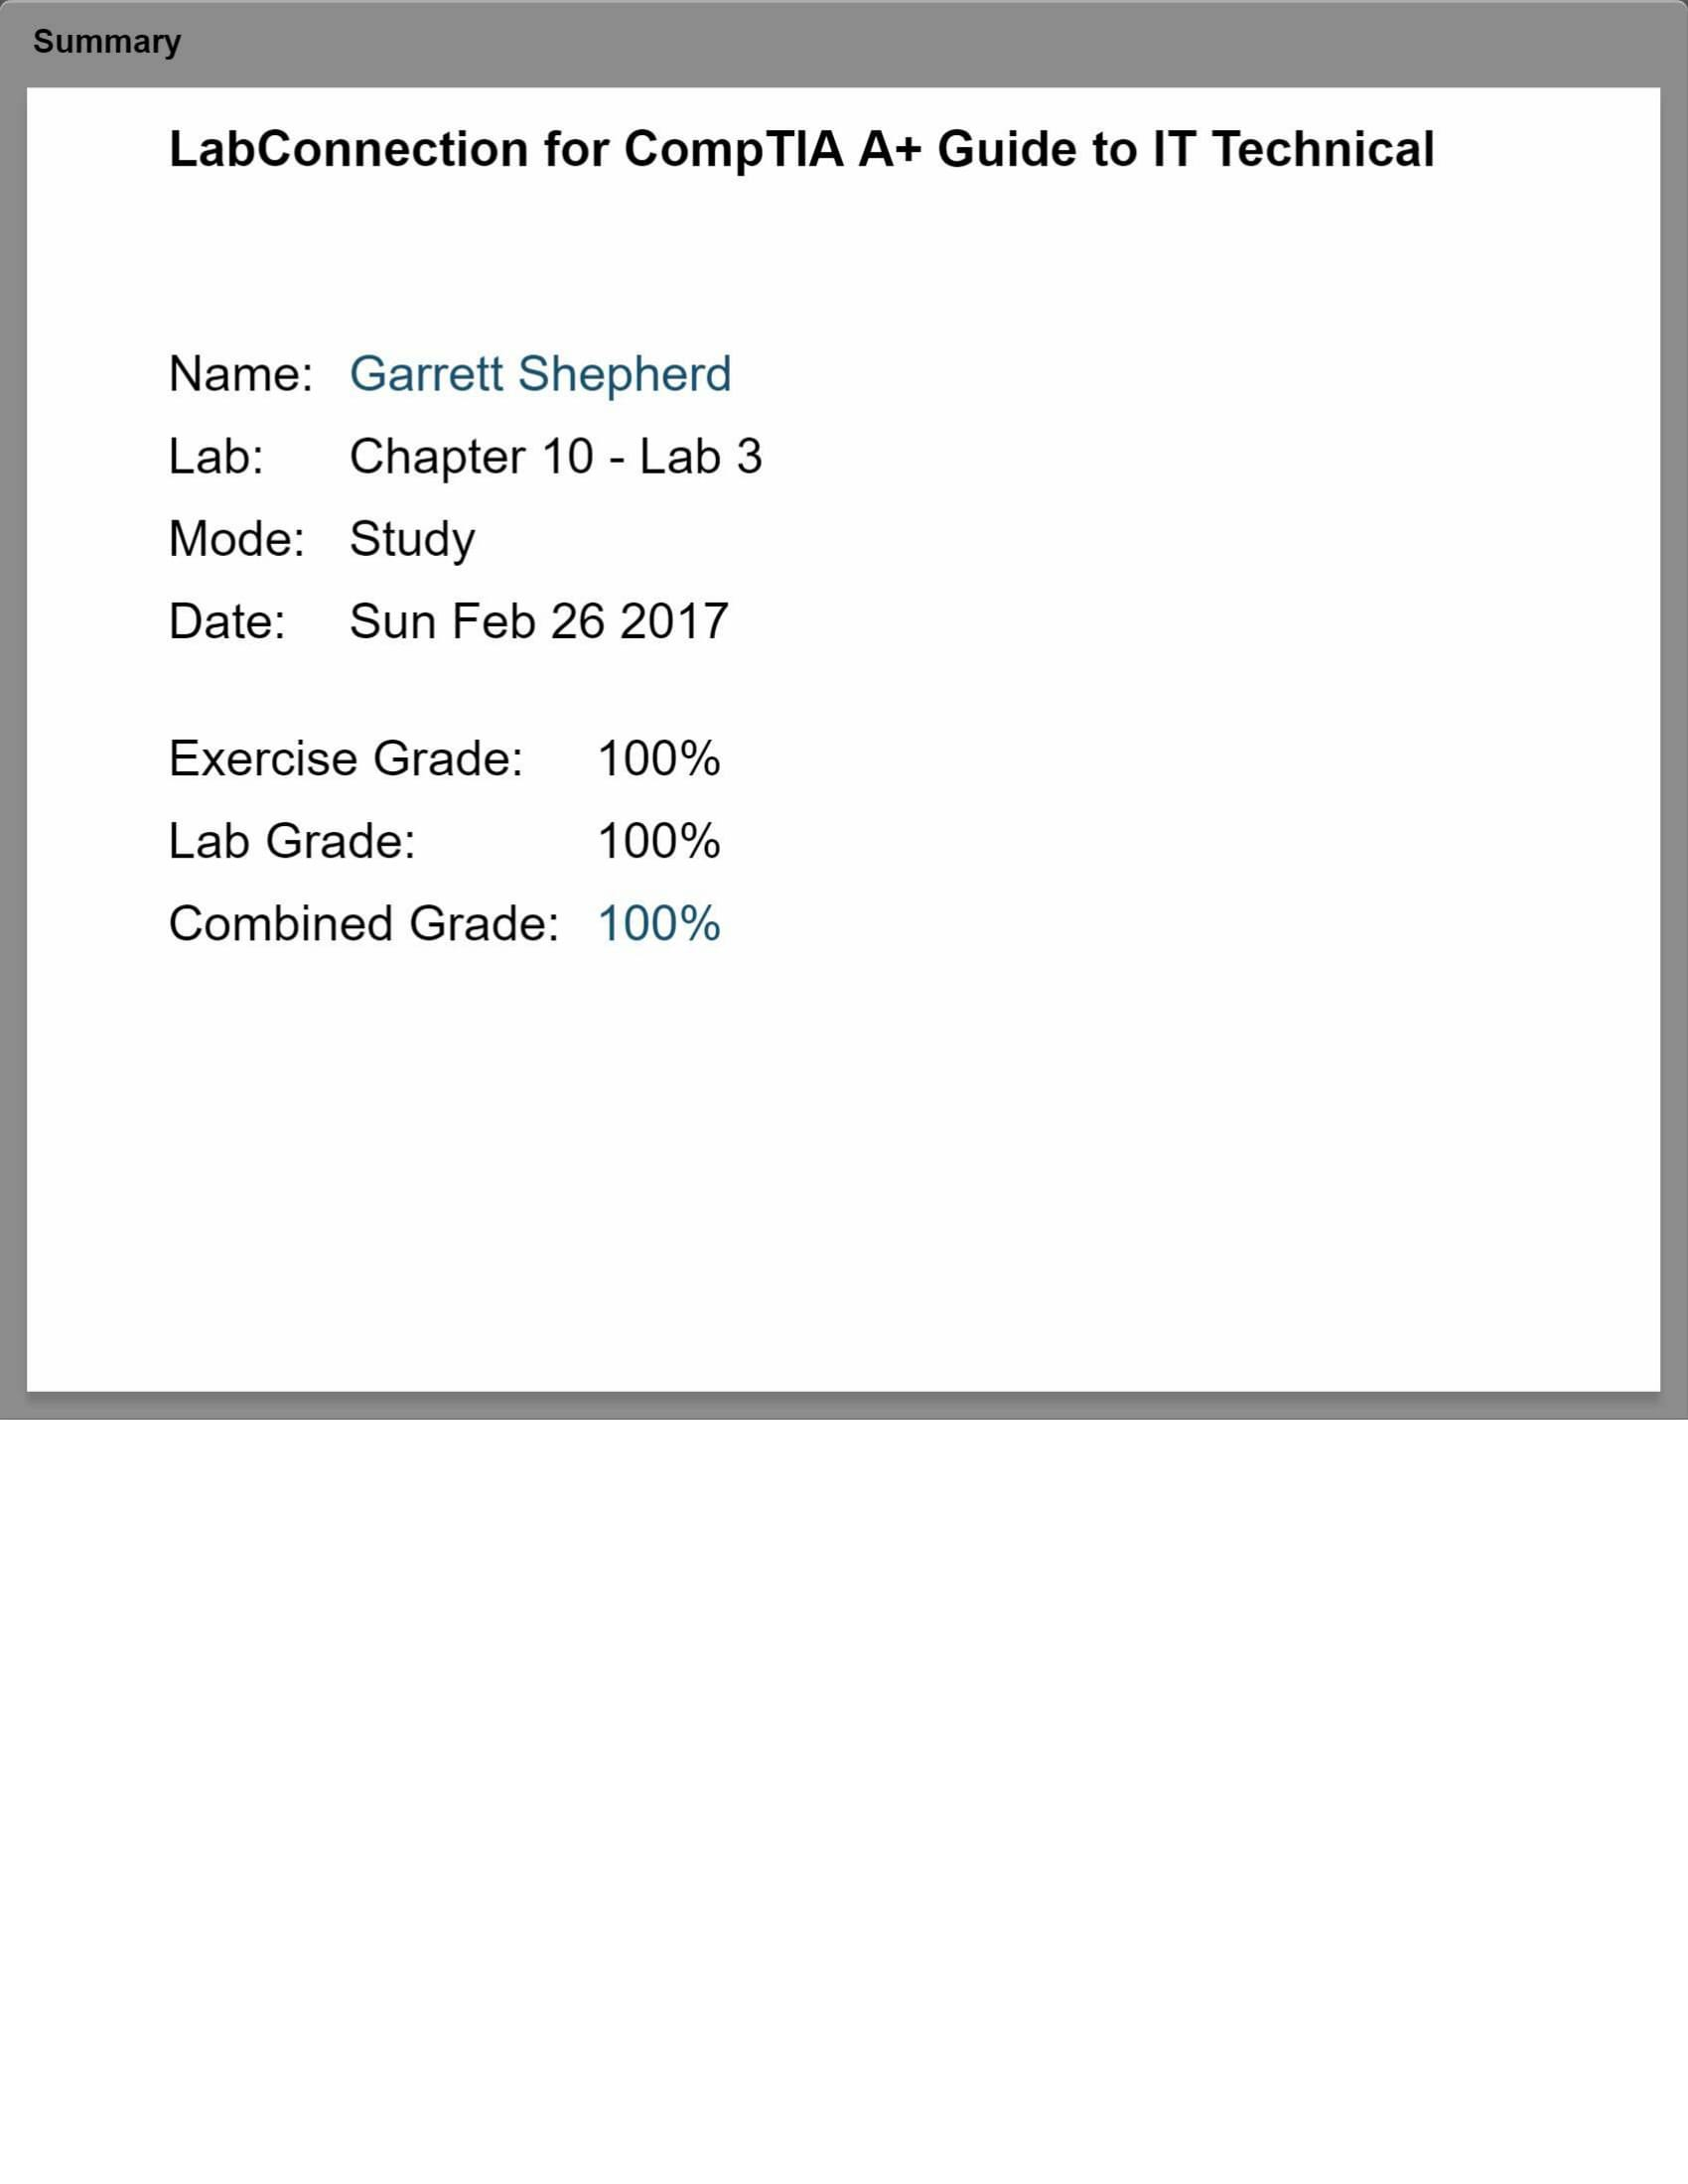 Summary
LabConnection for CompTIA A+ Guide to IT Technical
Name: Garrett Shepherd
Lab: Chapter 10 - Lab 3
Mode: Study
Date: Sun Feb 26 2017
Exercise Grade: 100%
Lab Grade: 100%
Combined Grade: 100%